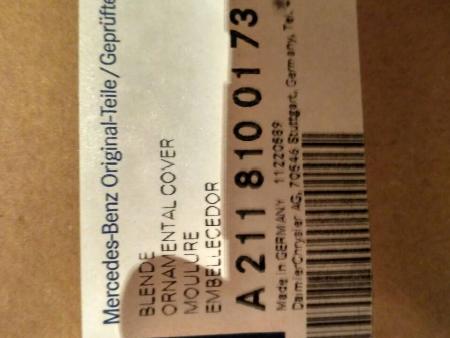 Mercedes-Benz Original-Teile/Geprüfte
BLENDE
ORNAMENTAL COVER
MOULURE
EMBELLECEDOR
A 211 810 01 73
Made in GERMANY 11220589
DaimlerChrysler AG, 70546 Stuttgart, Germany, Tel.